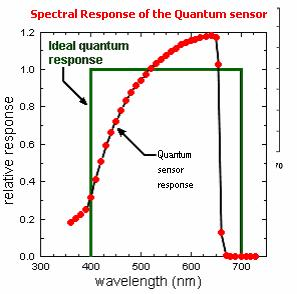 Spectral Response of the Quantum sensor
Ideal quantum
response
Quantum
sensor
response
relative response
1.2
1.0
0.8
0.6
0.4
0.2
0.0
300
400
500
600
700
wavelength (nm)
70